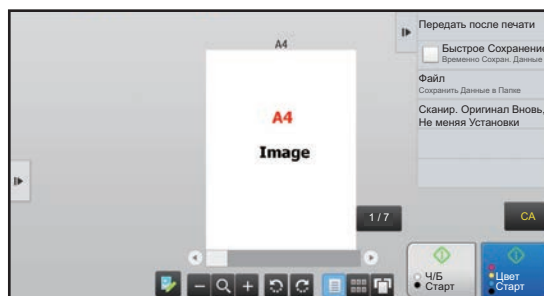 A4
A4
Image
1 / 7
Передать после печати
Быстрое Сохранение
Временно Сохран. Данные
Файл
Сохранить Данные в Папке
Сканир. Оригинал Вновь,
Не меняя Установки
CA
Ч/Б
Старт
Цвет
Старт